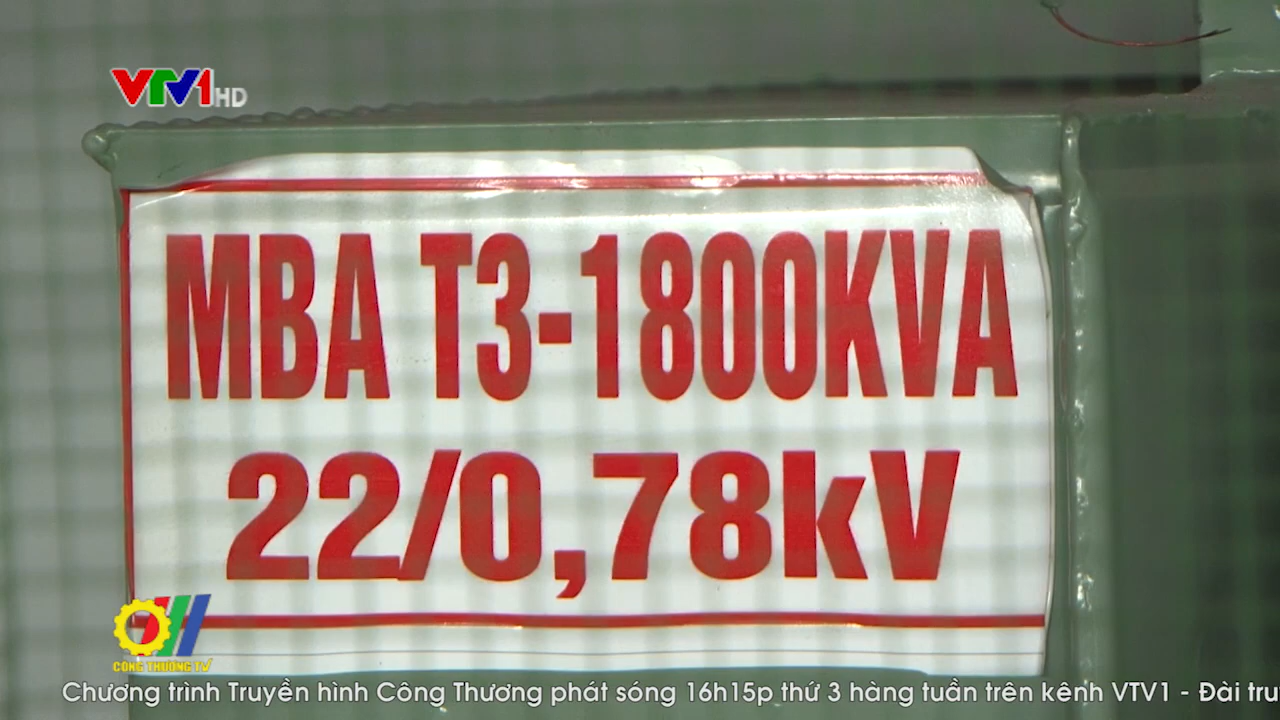 VTV1 HD
MBA T3-1800KVA
22/0,78kV
CÔNG THƯƠNG TV
Chương trình Truyền hình Công Thương phát sóng 16h15p thứ 3 hàng tuần trên kênh VTV1 - Đài